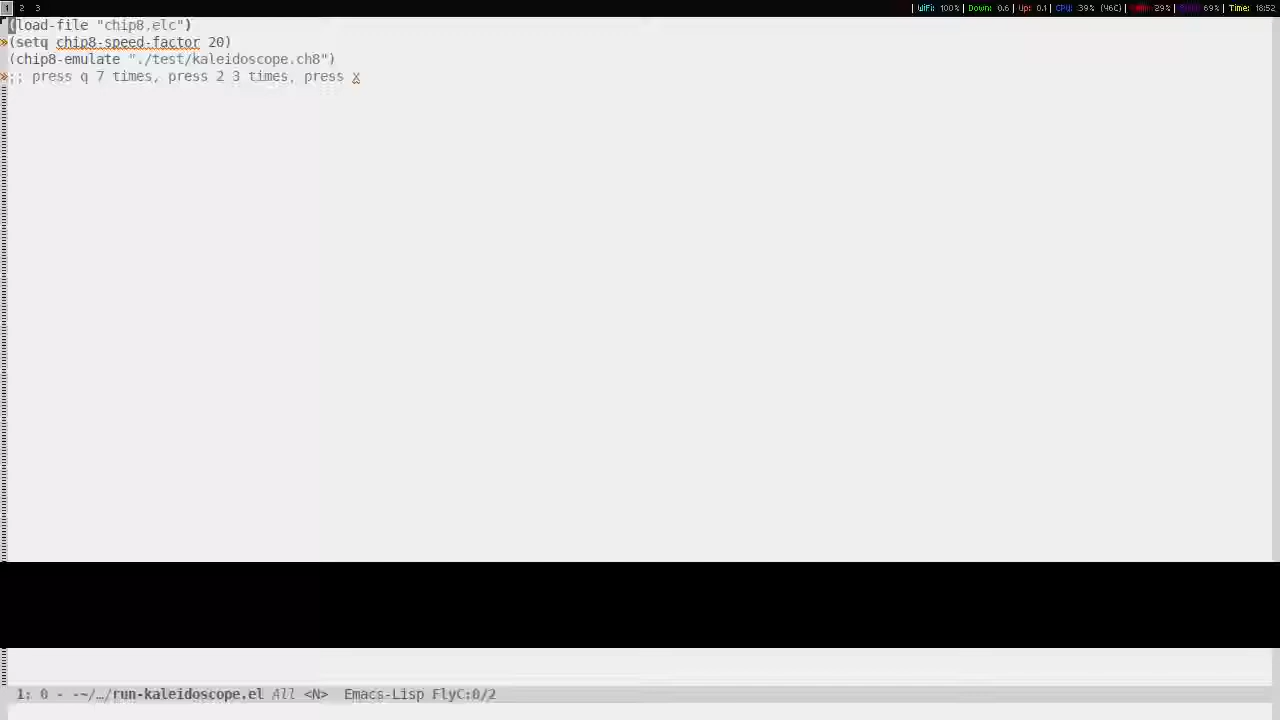 1 2 3 | WiFi: 100% | Down: 0.6 | Up: 0.1 | CPU: 39% (46C) | 29% | 69% | Time: 18:52
(load-file "chip8.elc")
(setq chip8-speed-factor 20)
(chip8-emulate "./test/kaleidoscope.ch8")
;; press q 7 times, press 2 3 times, press x
1: 0 - -~/…/run-kaleidoscope.el All <N> Emacs-Lisp FlyC:0/2